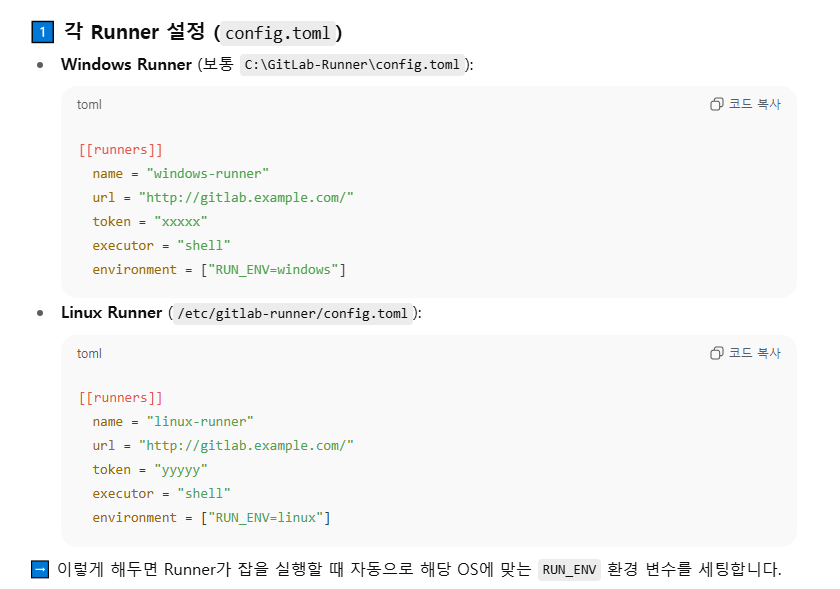 1 각 Runner 설정 (config.toml)
• Windows Runner (보통 C:\GitLab-Runner\config.toml):
toml 코드 복사
[[runners]]
name = "windows-runner"
url = "http://gitlab.example.com/"
token = "xxxxx"
executor = "shell"
environment = ["RUN_ENV=windows"]
• Linux Runner (/etc/gitlab-runner/config.toml):
toml 코드 복사
[[runners]]
name = "linux-runner"
url = "http://gitlab.example.com/"
token = "yyyyy"
executor = "shell"
environment = ["RUN_ENV=linux"]
→ 이렇게 해두면 Runner가 잡을 실행할 때 자동으로 해당 OS에 맞는 RUN_ENV 환경 변수를 세팅합니다.